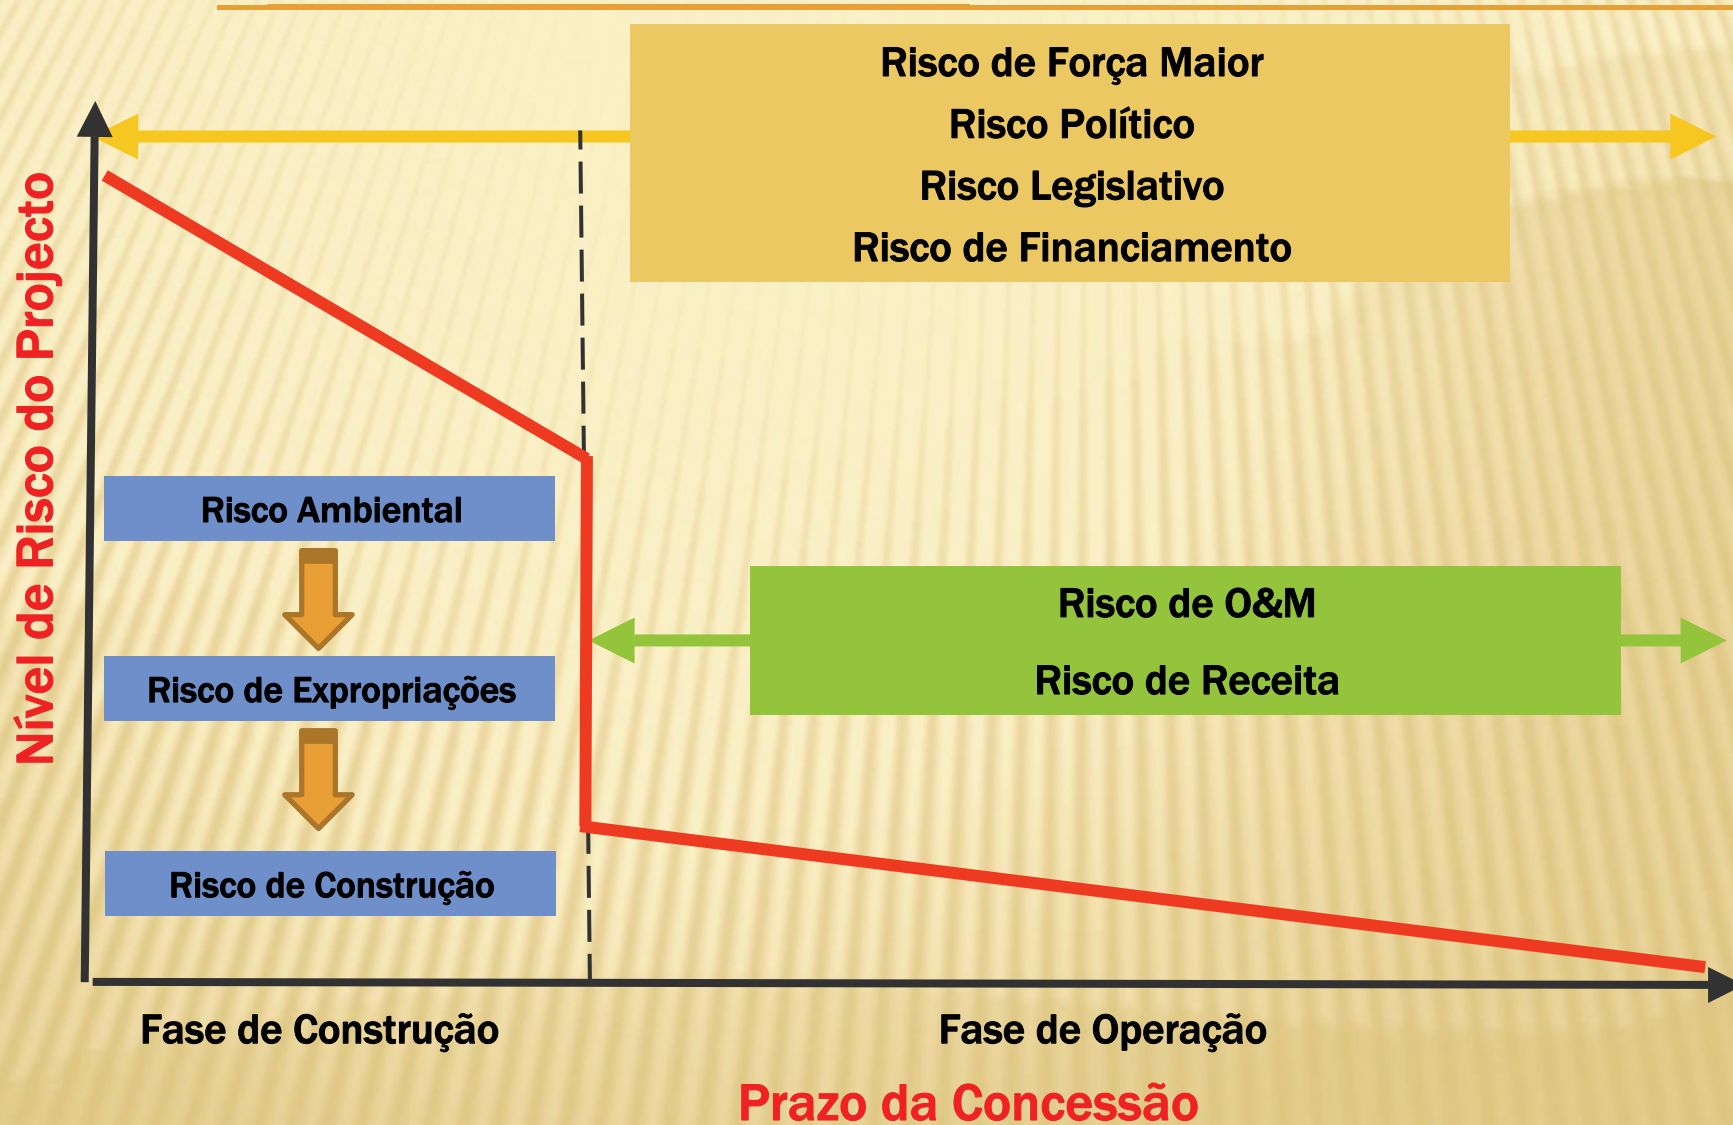 Risco de Força Maior
Risco Político
Risco Legislativo
Risco de Financiamento
Nível de Risco do Projecto
Risco Ambiental
Risco de Expropriações
Risco de Construção
Risco de O&M
Risco de Receita
Fase de Construção
Fase de Operação
Prazo da Concessão